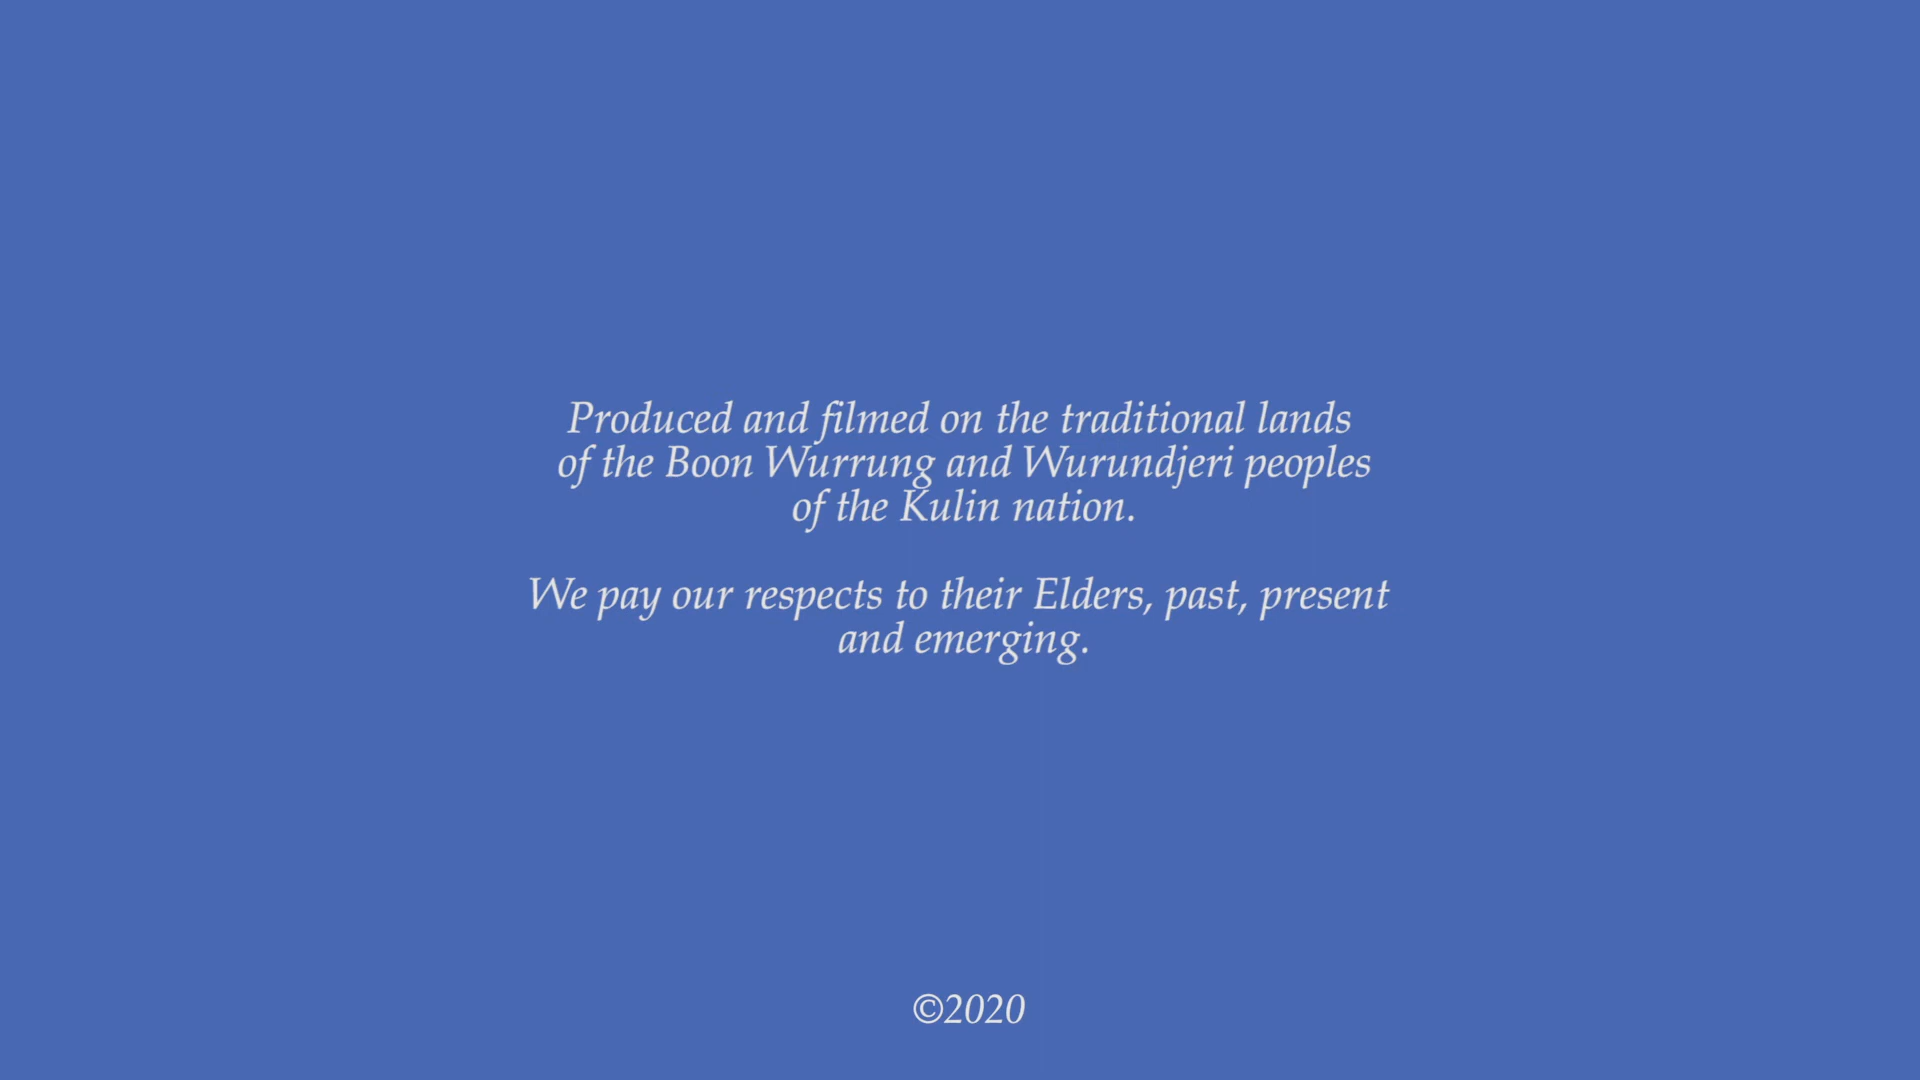 Produced and filmed on the traditional lands
of the Boon Wurrung and Wurundjeri peoples
of the Kulin nation.
We pay our respects to their Elders, past, present
and emerging.
©2020